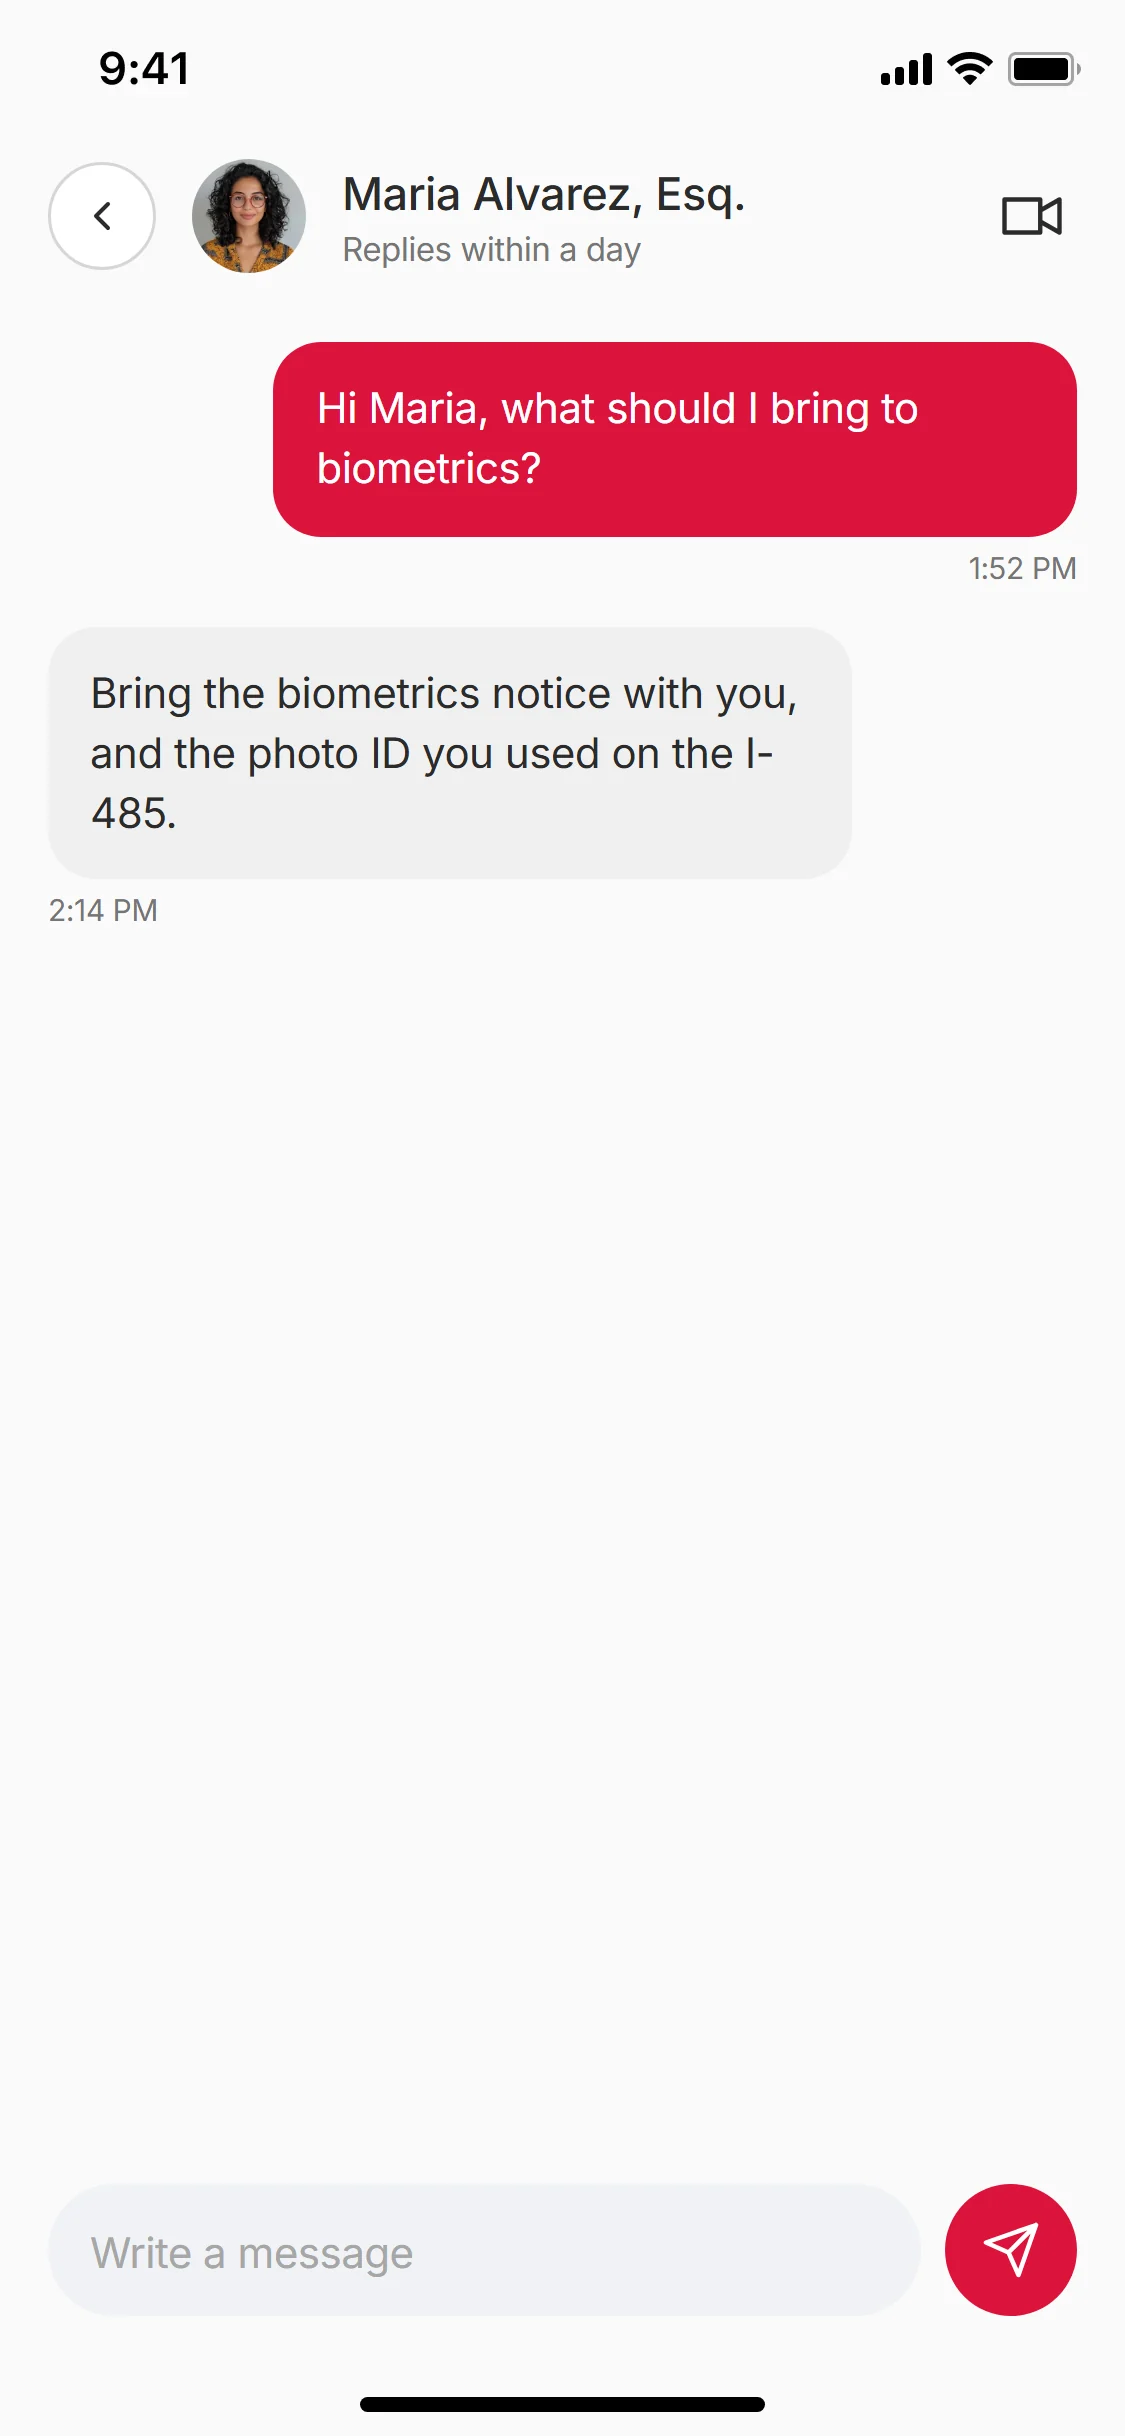 9:41
Maria Alvarez, Esq.
Replies within a day
Hi Maria, what should I bring to
biometrics?
1:52 PM
Bring the biometrics notice with you,
and the photo ID you used on the I-
485.
2:14 PM
Write a message